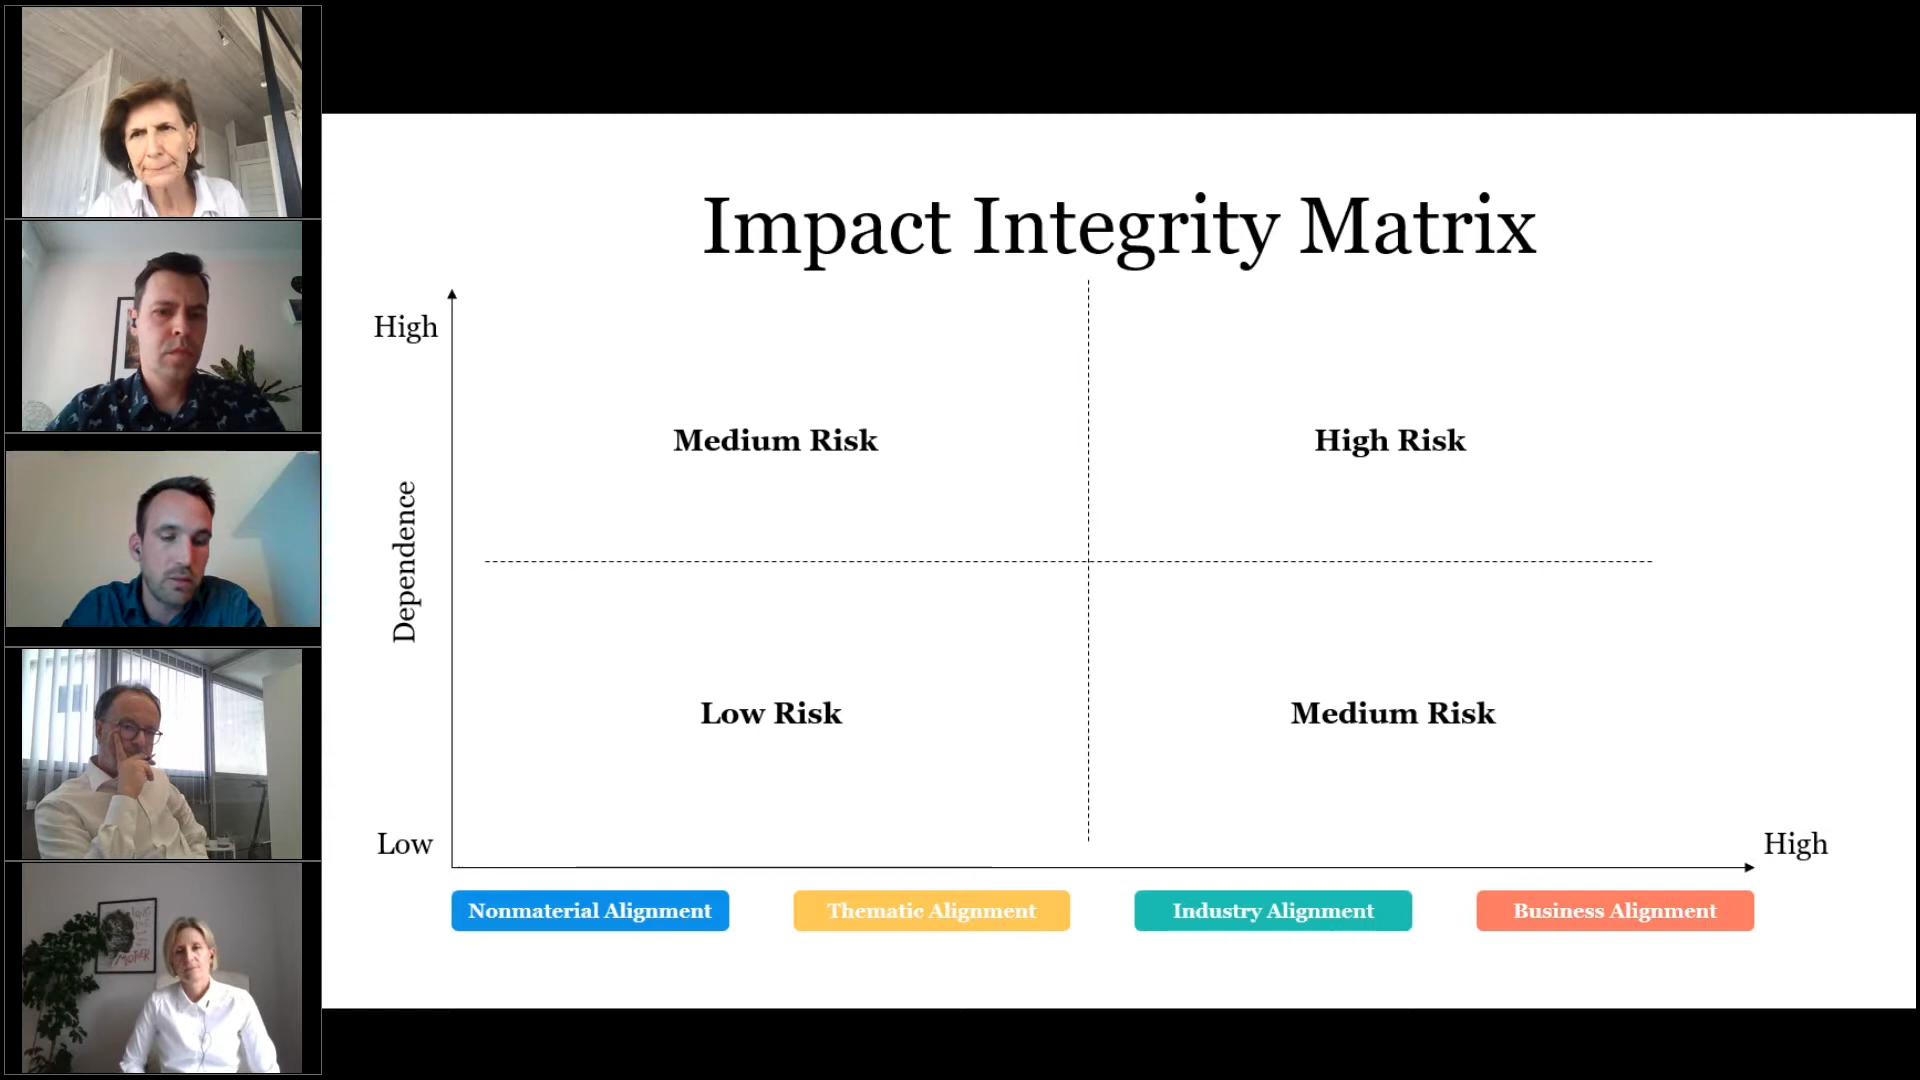 Impact Integrity Matrix
High
Medium Risk
High Risk
Dependence
Low Risk
Medium Risk
Low
High
Nonmaterial Alignment
Thematic Alignment
Industry Alignment
Business Alignment
MOTHER